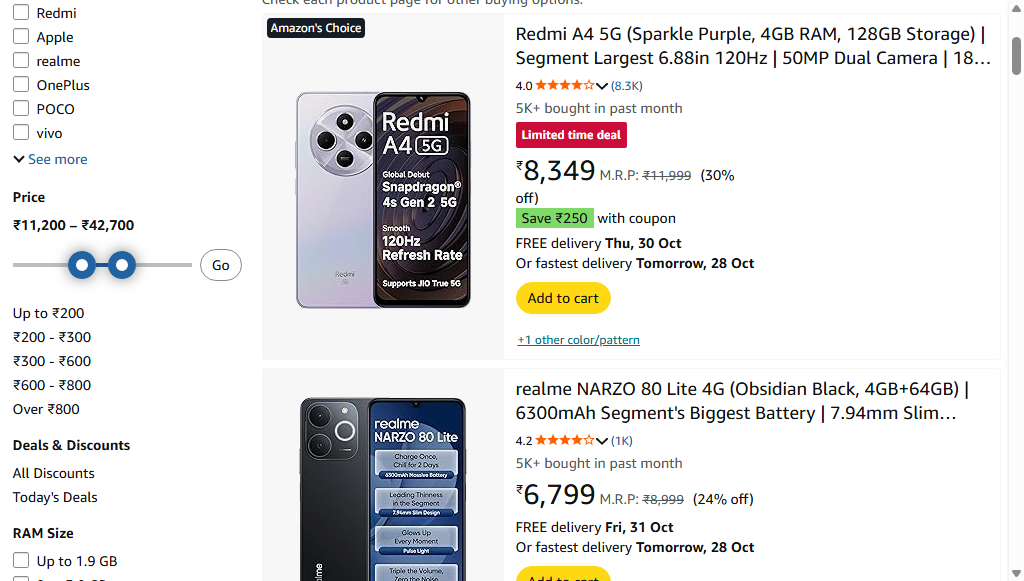 Redmi
Apple
realme
OnePlus
POCO
vivo
See more
Price
₹11,200 – ₹42,700
Go
Up to ₹200
₹200 - ₹300
₹300 - ₹600
₹600 - ₹800
Over ₹800
Deals & Discounts
All Discounts
Today's Deals
RAM Size
Up to 1.9 GB
Check each product page for other buying options.
Amazon's Choice
Redmi
A4 5G
Global Debut
Snapdragon®
4s Gen 2 5G
Smooth
120Hz
Refresh Rate
Supports JIO True 5G
Redmi
Redmi A4 5G (Sparkle Purple, 4GB RAM, 128GB Storage) |
Segment Largest 6.88in 120Hz | 50MP Dual Camera | 18…
4.0 (8.3K)
5K+ bought in past month
Limited time deal
₹8,349 M.R.P: ₹11,999 (30%
off)
Save ₹250 with coupon
FREE delivery Thu, 30 Oct
Or fastest delivery Tomorrow, 28 Oct
Add to cart
+1 other color/pattern
realme
NARZO 80 Lite
Charge Once,
Chill for 2 Days
6300mAh Massive Battery
Leading Thinness
in the Segment
7.94mm Slim Design
Glows Up
Every Moment
Pulse Light
Triple the Volume,
Zero the Noise
realme
realme NARZO 80 Lite 4G (Obsidian Black, 4GB+64GB) |
6300mAh Segment's Biggest Battery | 7.94mm Slim…
4.2 (1K)
5K+ bought in past month
₹6,799 M.R.P: ₹8,999 (24% off)
FREE delivery Fri, 31 Oct
Or fastest delivery Tomorrow, 28 Oct
Add to cart